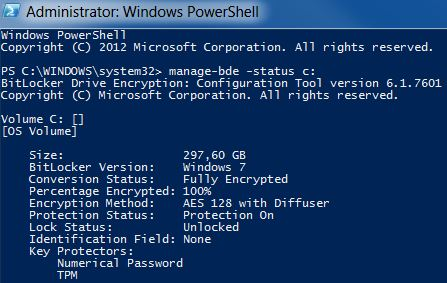 Administrator: Windows PowerShell
Windows PowerShell
Copyright (C) 2012 Microsoft Corporation. All rights reserved.
PS C:\WINDOWS\system32> manage-bde -status c:
BitLocker Drive Encryption: Configuration Tool version 6.1.7601
Copyright (C) Microsoft Corporation. All rights reserved.
Volume C: []
[OS Volume]
Size: 297,60 GB
BitLocker Version: Windows 7
Conversion Status: Fully Encrypted
Percentage Encrypted: 100%
Encryption Method: AES 128 with Diffuser
Protection Status: Protection On
Lock Status: Unlocked
Identification Field: None
Key Protectors:
Numerical Password
TPM